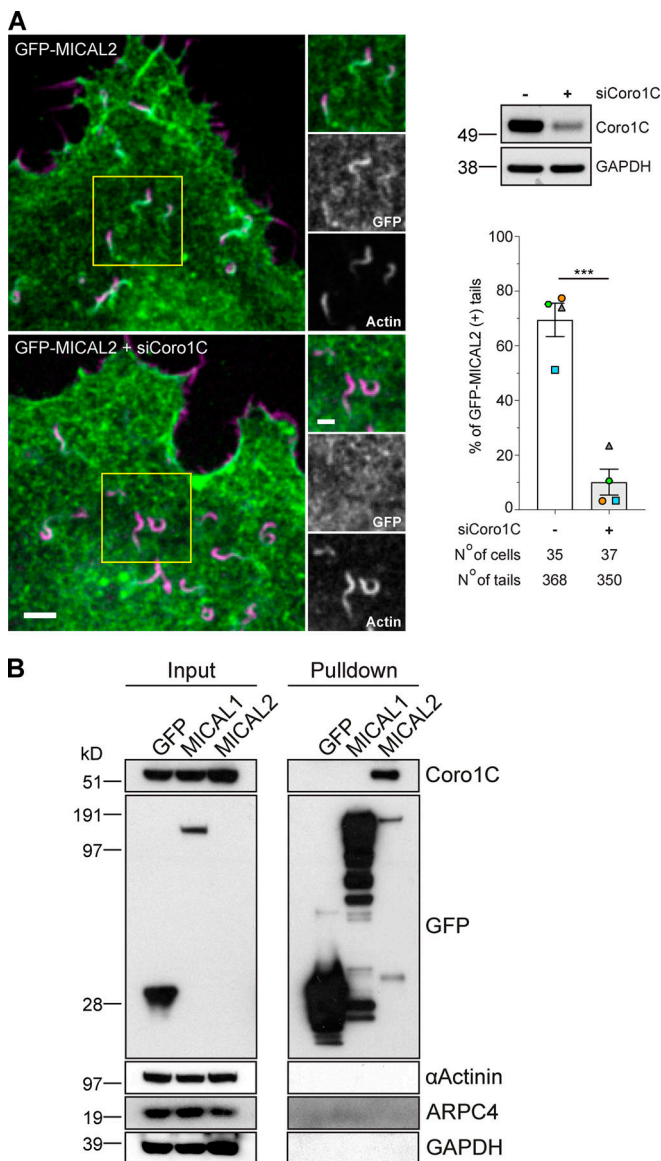 A
GFP-MICAL2
GFP
Actin
GFP-MICAL2 + siCoro1C
GFP
Actin
- + siCoro1C
49 Coro1C
38 GAPDH
% of GFP-MICAL2 (+) tails
100
80
60
40
20
0
***
siCoro1C - +
N° of cells 35 37
N° of tails 368 350
B
Input Pulldown
kD GFP MICAL1 MICAL2 GFP MICAL1 MICAL2
51 Coro1C
191
97
GFP
28
97 αActinin
19 ARPC4
39 GAPDH